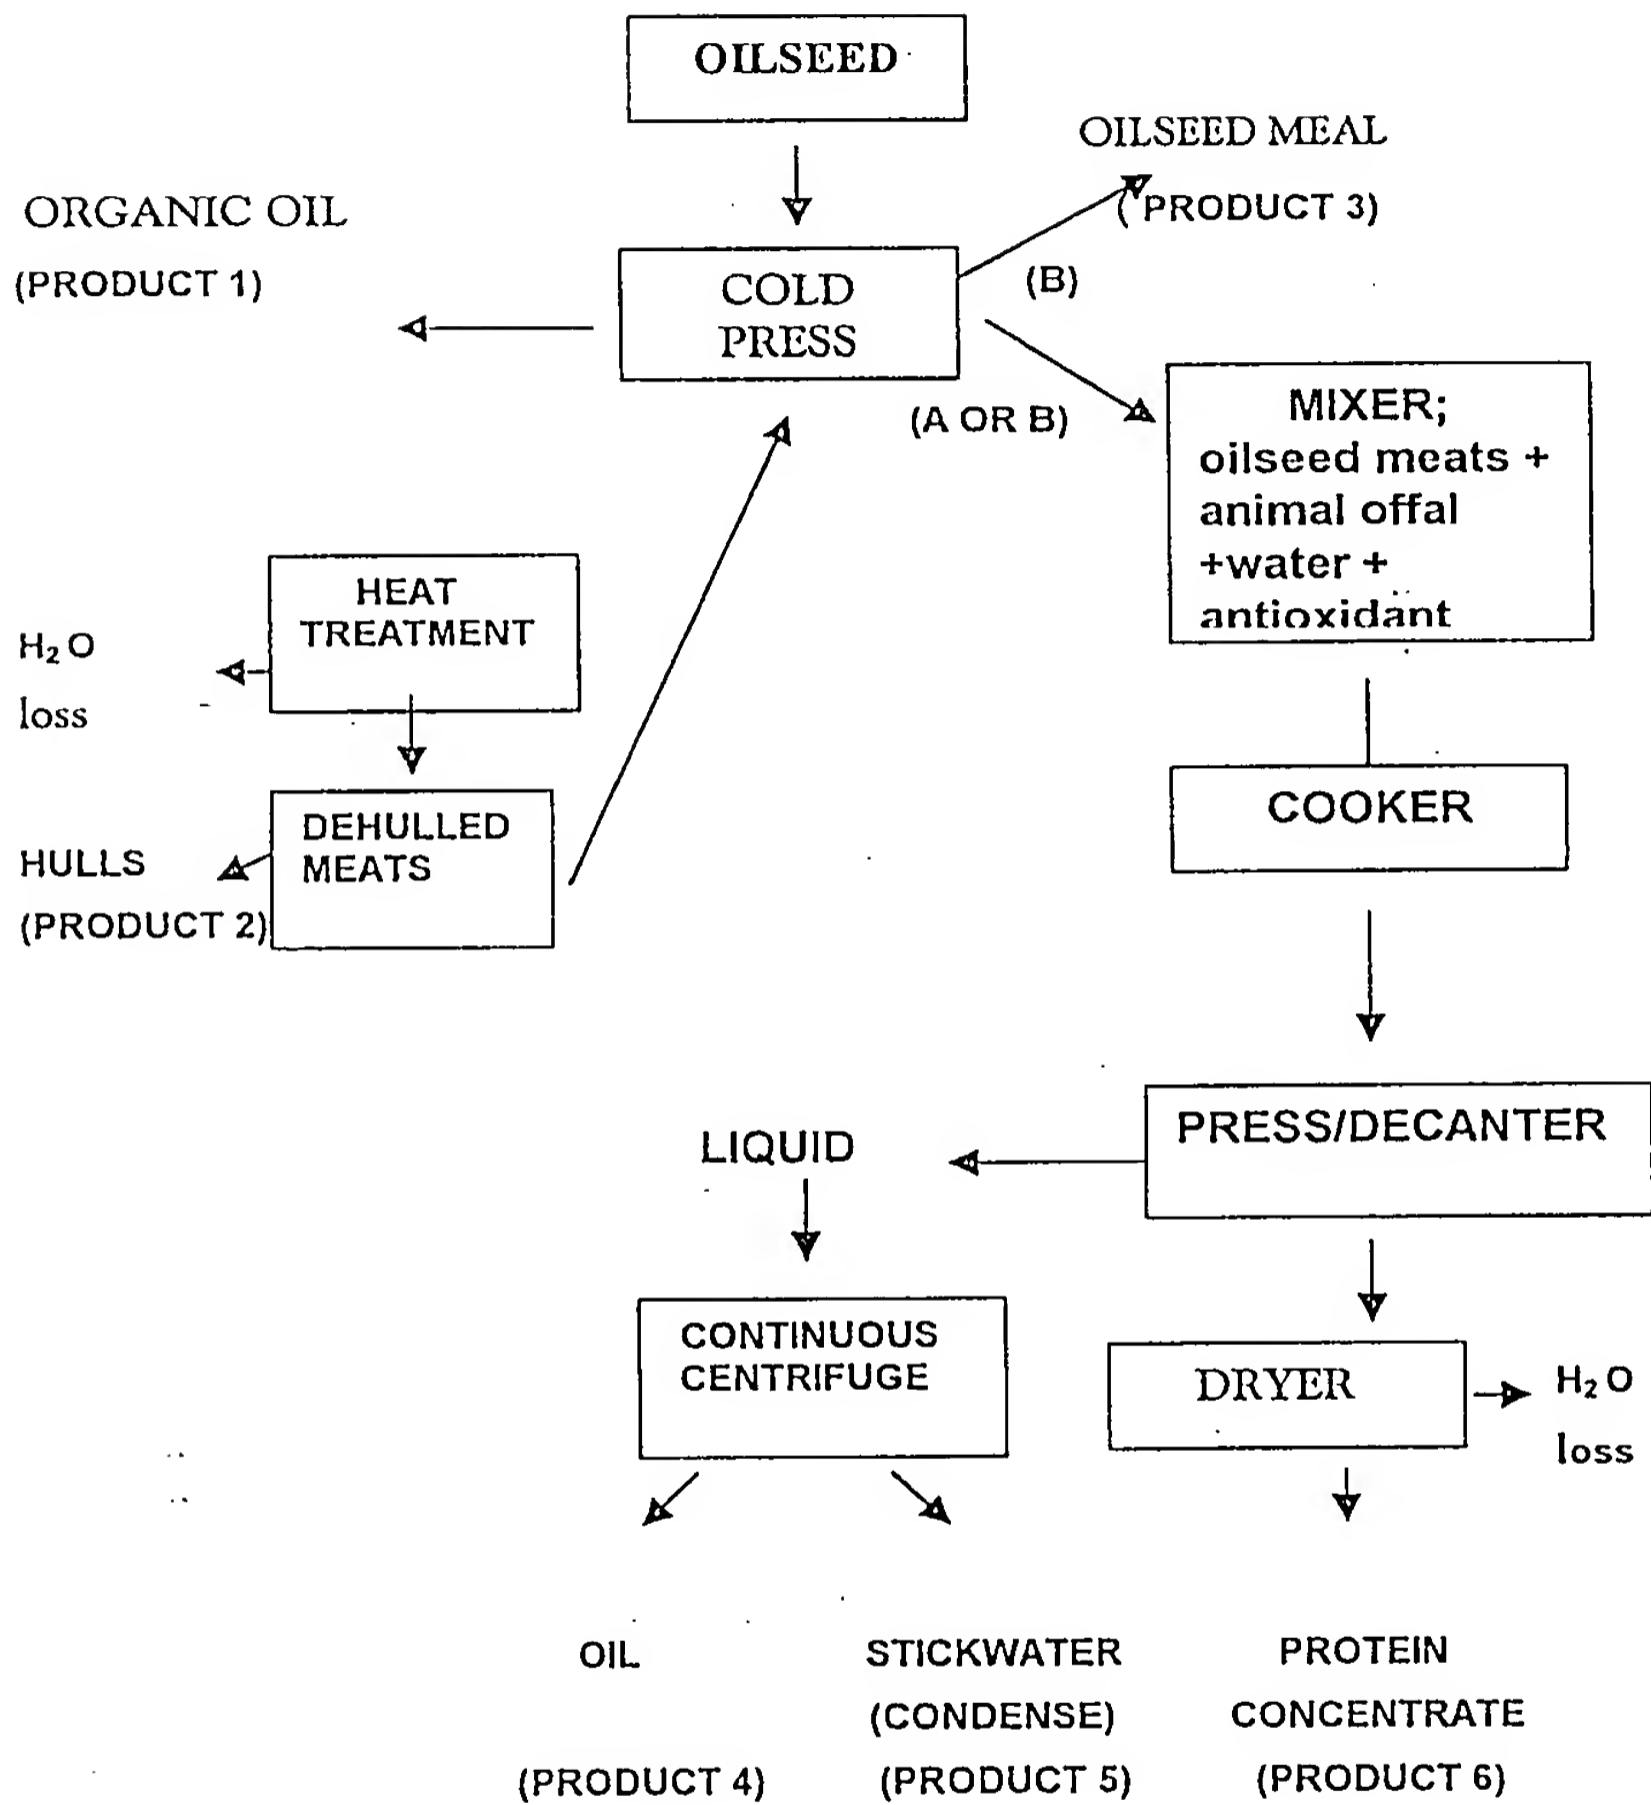 OILSEED
OILSEED MEAL
(PRODUCT 3)
ORGANIC OIL
(PRODUCT 1)
COLD
PRESS
(B)
(A OR B)
MIXER;
oilseed meats +
animal offal
+water +
antioxidant
HEAT
TREATMENT
H₂O
loss
DEHULLED
MEATS
HULLS
(PRODUCT 2)
COOKER
PRESS/DECANTER
LIQUID
CONTINUOUS
CENTRIFUGE
DRYER
H₂O
loss
OIL
(PRODUCT 4)
STICKWATER
(CONDENSE)
(PRODUCT 5)
PROTEIN
CONCENTRATE
(PRODUCT 6)